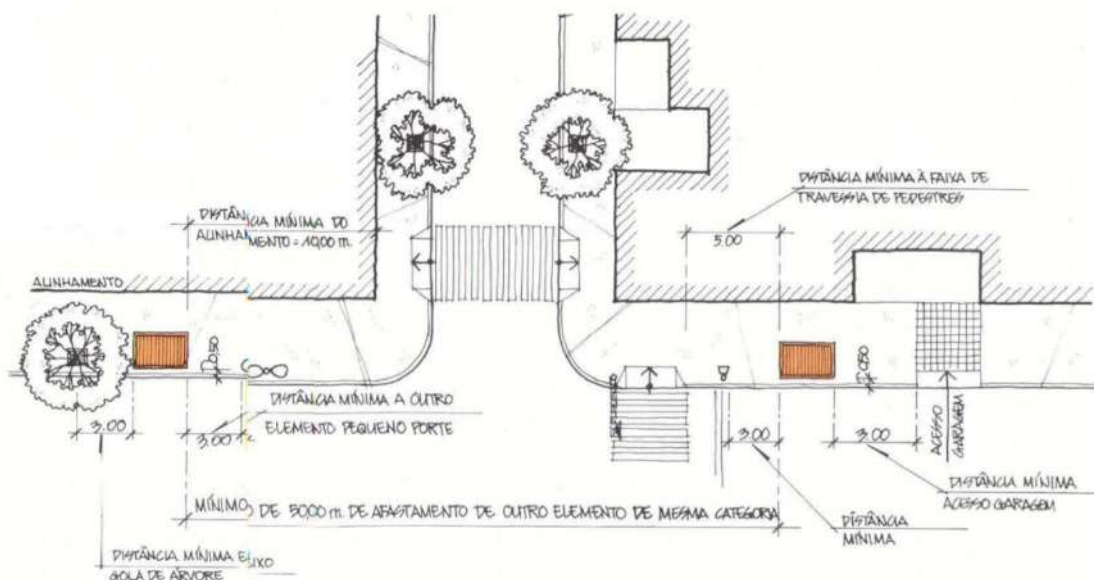 DISTÂNCIA MÍNIMA DO
ALINHAMENTO = 10,00 m.
DISTÂNCIA MÍNIMA À FAIXA DE
TRAVESSIA DE PEDESTRES
5.00
ALINHAMENTO
0,50
0,50
DISTÂNCIA MÍNIMA A OUTRO
ELEMENTO PEQUENO PORTE
3.00
3.00
3.00
3.00
ACESSO
GARAGEM
DISTÂNCIA MÍNIMA
ACESSO GARAGEM
MÍNIMO DE 50,00 m. DE AFASTAMENTO DE OUTRO ELEMENTO DE MESMA CATEGORIA
DISTÂNCIA
MÍNIMA
DISTÂNCIA MÍNIMA EIXO
GOLA DE ÁRVORE